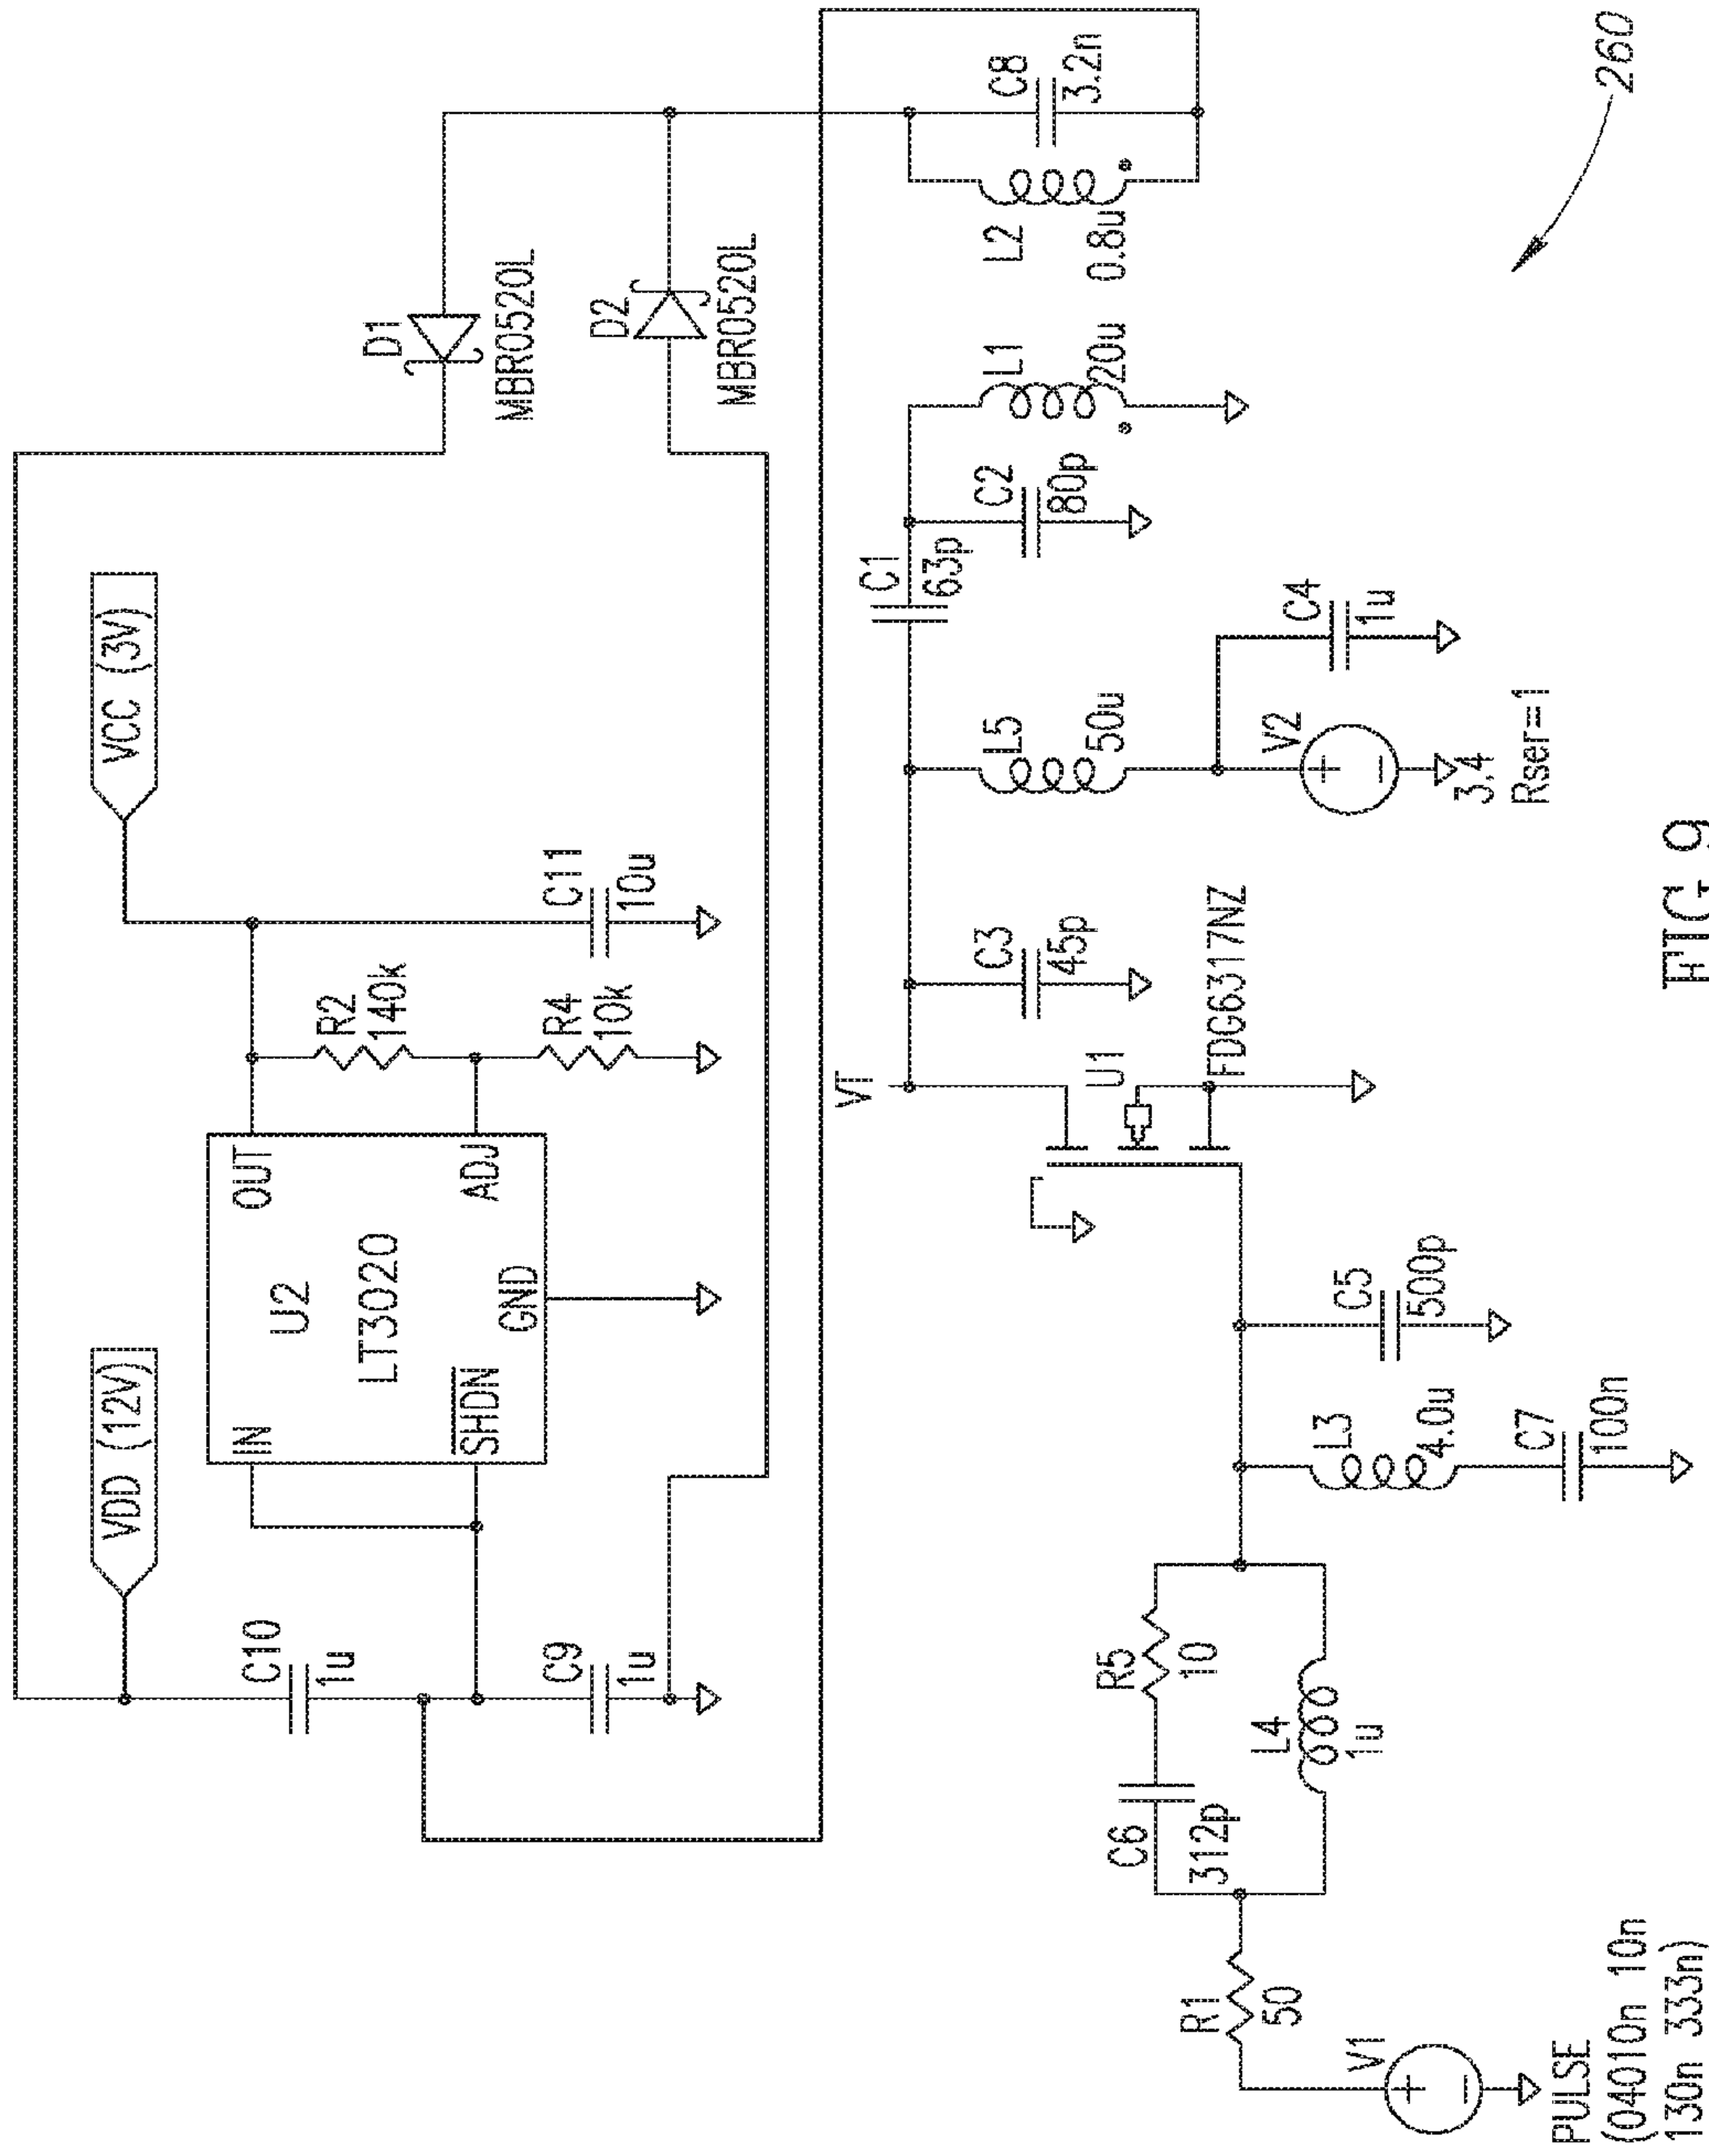 VDD (12V)
VCC (3V)
C10
1u
C9
1u
IN
OUT
U2
LT3020
SHDN
ADJ
GND
R2
140k
R4
10k
C11
10u
D1
MBR0520L
D2
MBR0520L
C8
3.2n
L2
0.8u
L1
20u
C2
80p
C1
63p
L5
50u
C4
1u
V2
3.4
Rser=1
C3
45p
VT
U1
FDG6317NZ
C5
500p
L3
4.0u
C7
100n
R5
10
L4
1u
C6
312p
R1
50
V1
PULSE
(04010n 10n
130n 333n)
260
FIG. 9